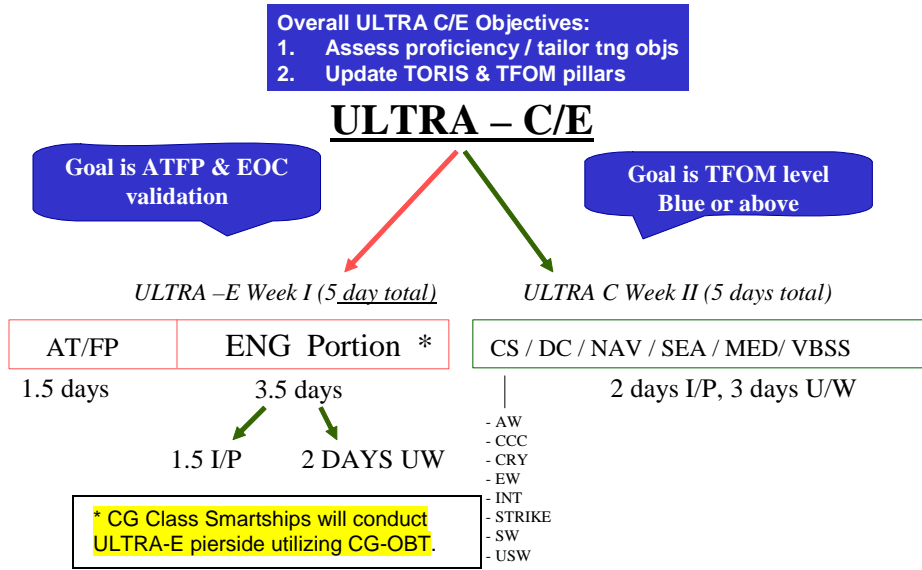 Overall ULTRA C/E Objectives:
1. Assess proficiency / tailor tng objs
2. Update TORIS & TFOM pillars
ULTRA – C/E
Goal is ATFP & EOC
validation
Goal is TFOM level
Blue or above
ULTRA –E Week I (5 day total)
ULTRA C Week II (5 days total)
AT/FP
ENG Portion *
CS / DC / NAV / SEA / MED/ VBSS
1.5 days
3.5 days
2 days I/P, 3 days U/W
1.5 I/P
2 DAYS UW
- AW
- CCC
- CRY
- EW
- INT
- STRIKE
- SW
- USW
* CG Class Smartships will conduct
ULTRA-E pierside utilizing CG-OBT.